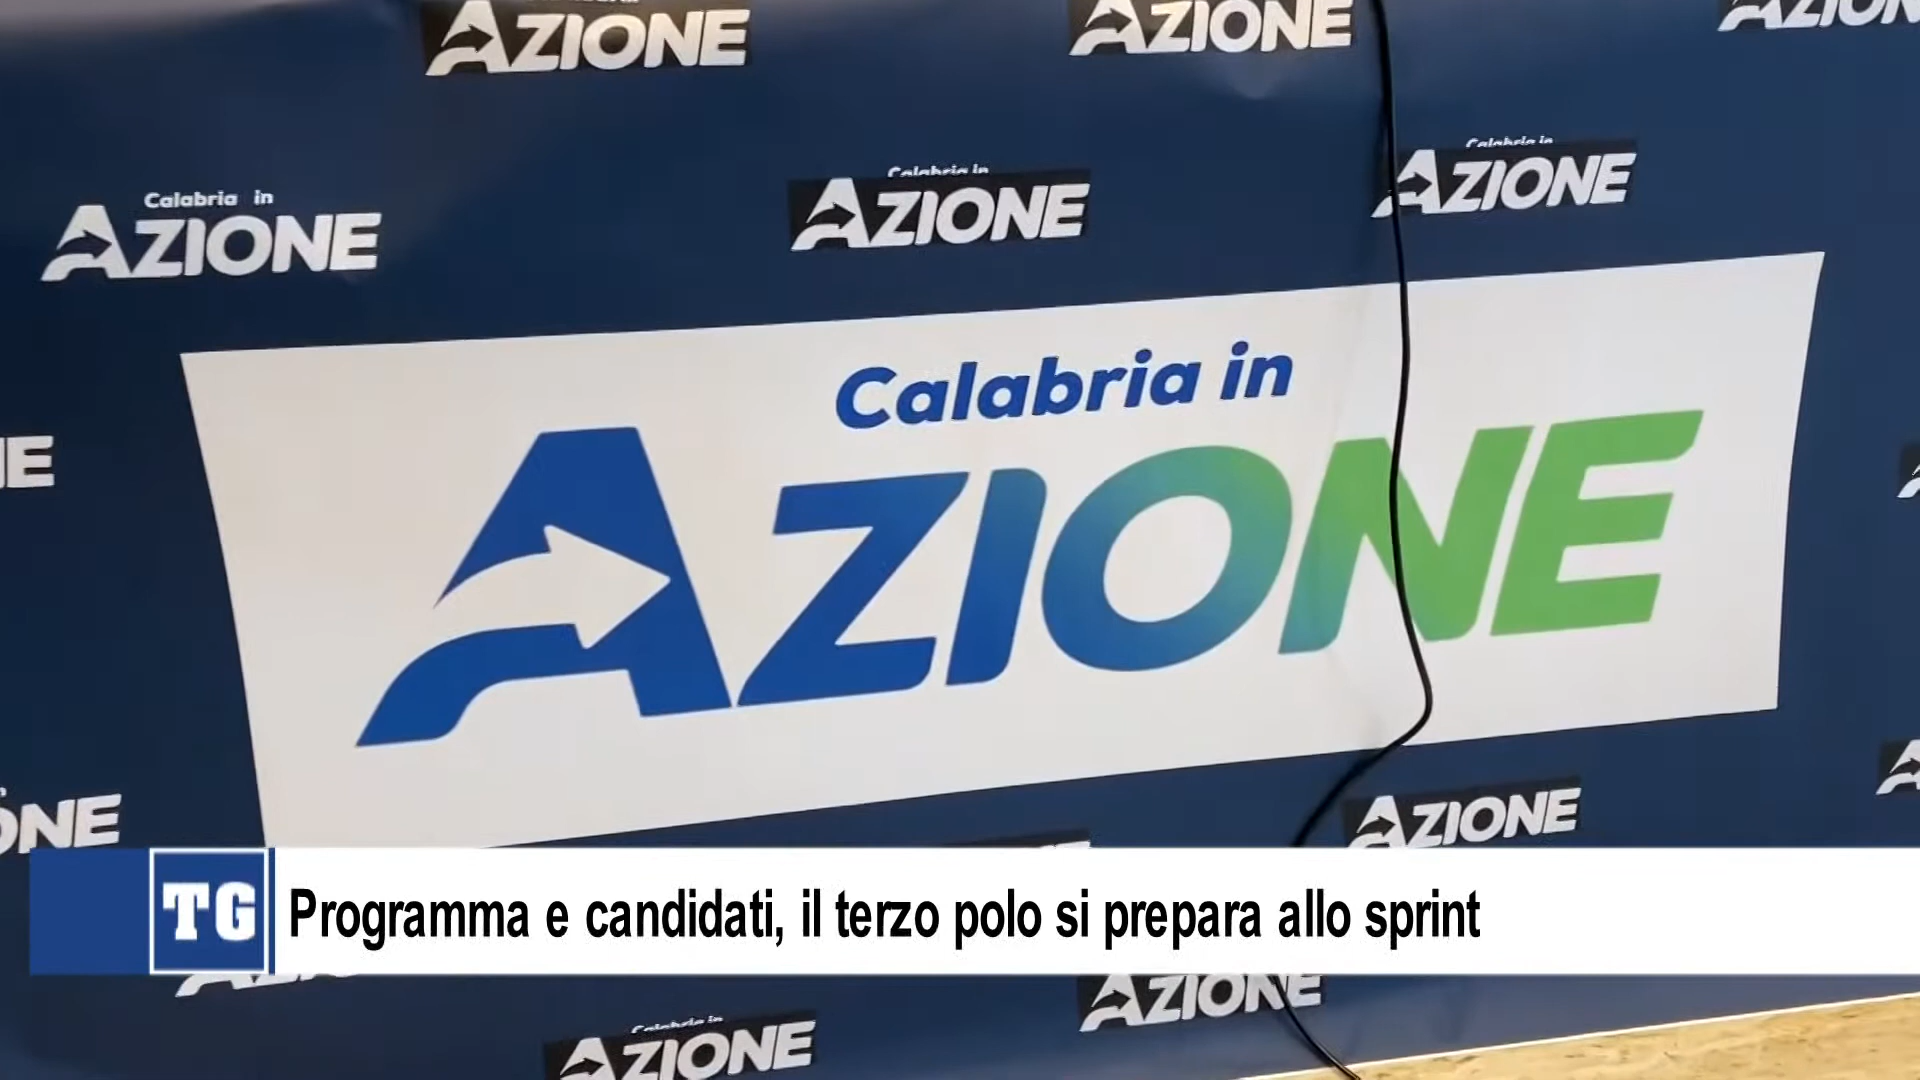 AZIONE
AZIONE
AZION
Calabria in
AZIONE
Calabria in
AZIONE
Calabria in
AZIONE
Calabria in
AZIONE
NE
ONE
AZIONE
TG Programma e candidati, il terzo polo si prepara allo sprint
AZIONE
Calabria in
AZIONE